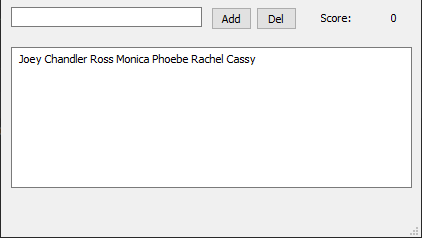 Add Del Score: 0
Joey Chandler Ross Monica Phoebe Rachel Cassy